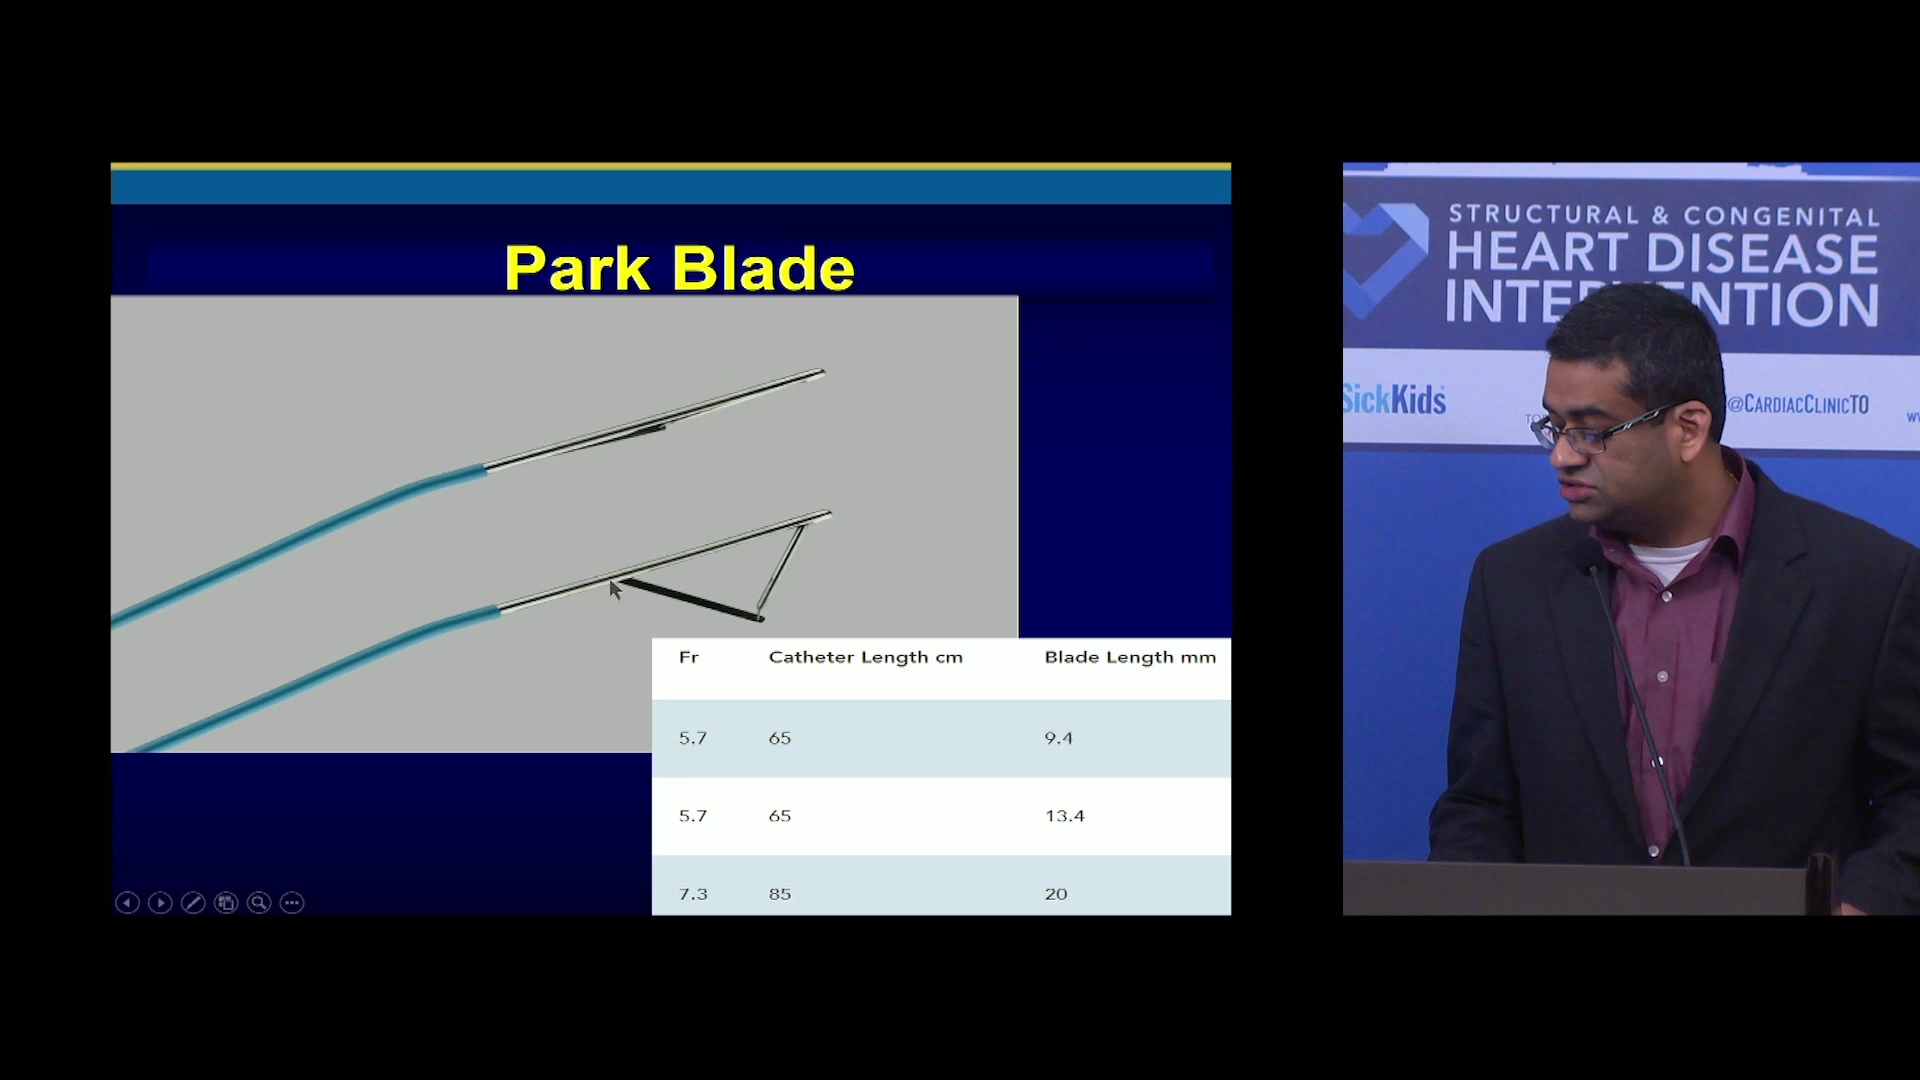 Park Blade
Fr Catheter Length cm Blade Length mm
5.7 65 9.4
5.7 65 13.4
7.3 85 20
STRUCTURAL & CONGENITAL
HEART DISEASE
INTERVENTION
SickKids
@CARDIACCLINICTO